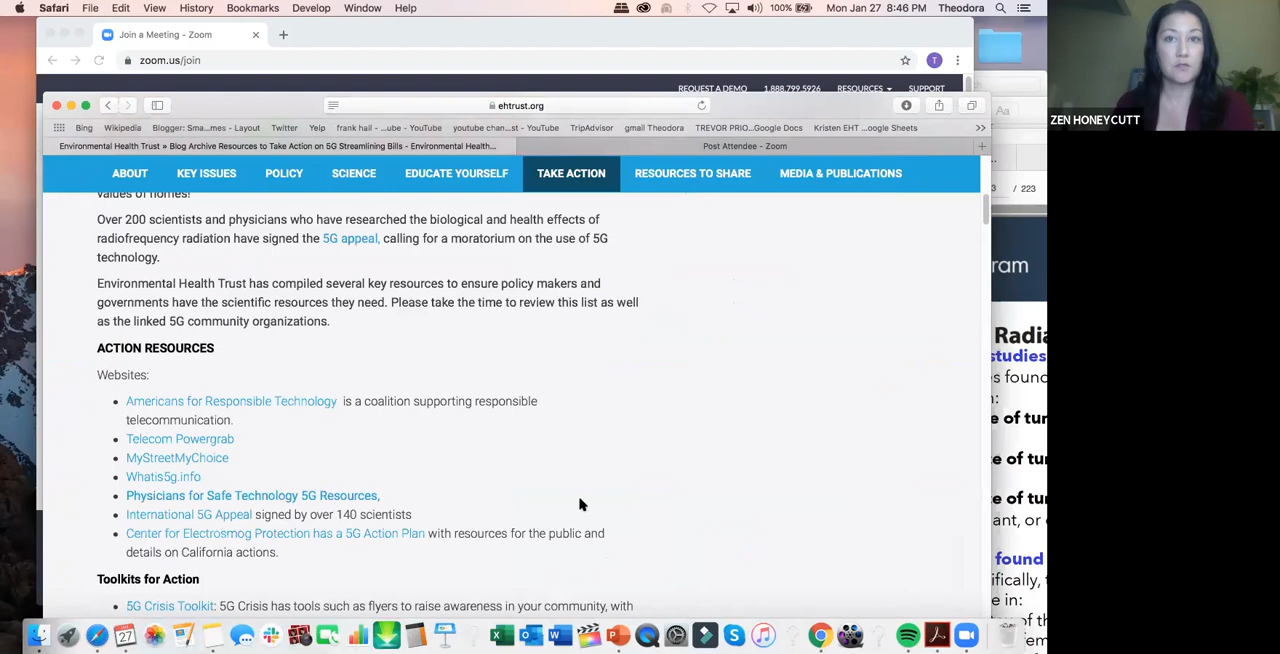 Safari File Edit View History Bookmarks Develop Window Help 100% Mon Jan 27 8:46 PM Theodora
Join a Meeting - Zoom
zoom.us/join T
REQUEST A DEMO 1.888.799.5926 RESOURCES SUPPORT
ehtrust.org
Bing Wikipedia Blogger: Sma...mes - Layout Twitter Yelp frank hail - ...ube - YouTube youtube chan...st - YouTube TripAdvisor gmail Theodora TREVOR PRIO...Google Docs Kristen EHT ...oogle Sheets
Environmental Health Trust » Blog Archive Resources to Take Action on 5G Streamlining Bills - Environmental Heath... Post Attendee - Zoom
ABOUT KEY ISSUES POLICY SCIENCE EDUCATE YOURSELF TAKE ACTION RESOURCES TO SHARE MEDIA & PUBLICATIONS
values of homes!
Over 200 scientists and physicians who have researched the biological and health effects of
radiofrequency radiation have signed the 5G appeal, calling for a moratorium on the use of 5G
technology.
Environmental Health Trust has compiled several key resources to ensure policy makers and
governments have the scientific resources they need. Please take the time to review this list as well
as the linked 5G community organizations.
ACTION RESOURCES
Websites:
Americans for Responsible Technology is a coalition supporting responsible
telecommunication.
Telecom Powergrab
MyStreetMyChoice
Whatis5g.info
Physicians for Safe Technology 5G Resources,
International 5G Appeal signed by over 140 scientists
Center for Electrosmog Protection has a 5G Action Plan with resources for the public and
details on California actions.
Toolkits for Action
5G Crisis Toolkit: 5G Crisis has tools such as flyers to raise awareness in your community, with
27
ZEN HONEYCUTT
Aa
3 / 223
ram
Radia
studies
s found
n:
e of tu
te of tu
te of tu
ant, or
found
ifically, t
e in:
of the
em